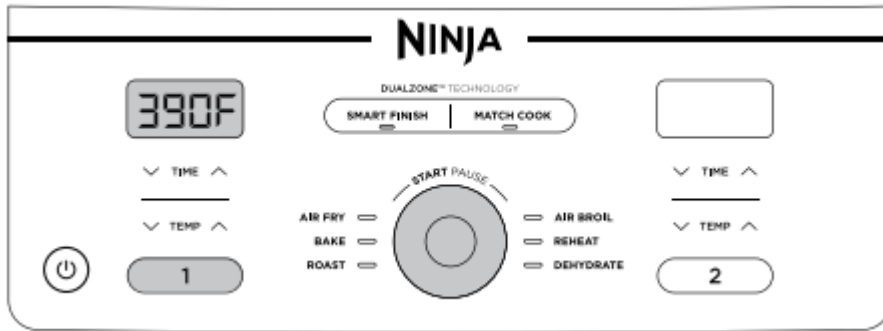 NINJA
DUALZONE™ TECHNOLOGY
390F
SMART FINISH MATCH COOK
TIME TIME
START PAUSE
AIR FRY AIR BROIL
TEMP TEMP
BAKE REHEAT
ROAST DEHYDRATE
1 2